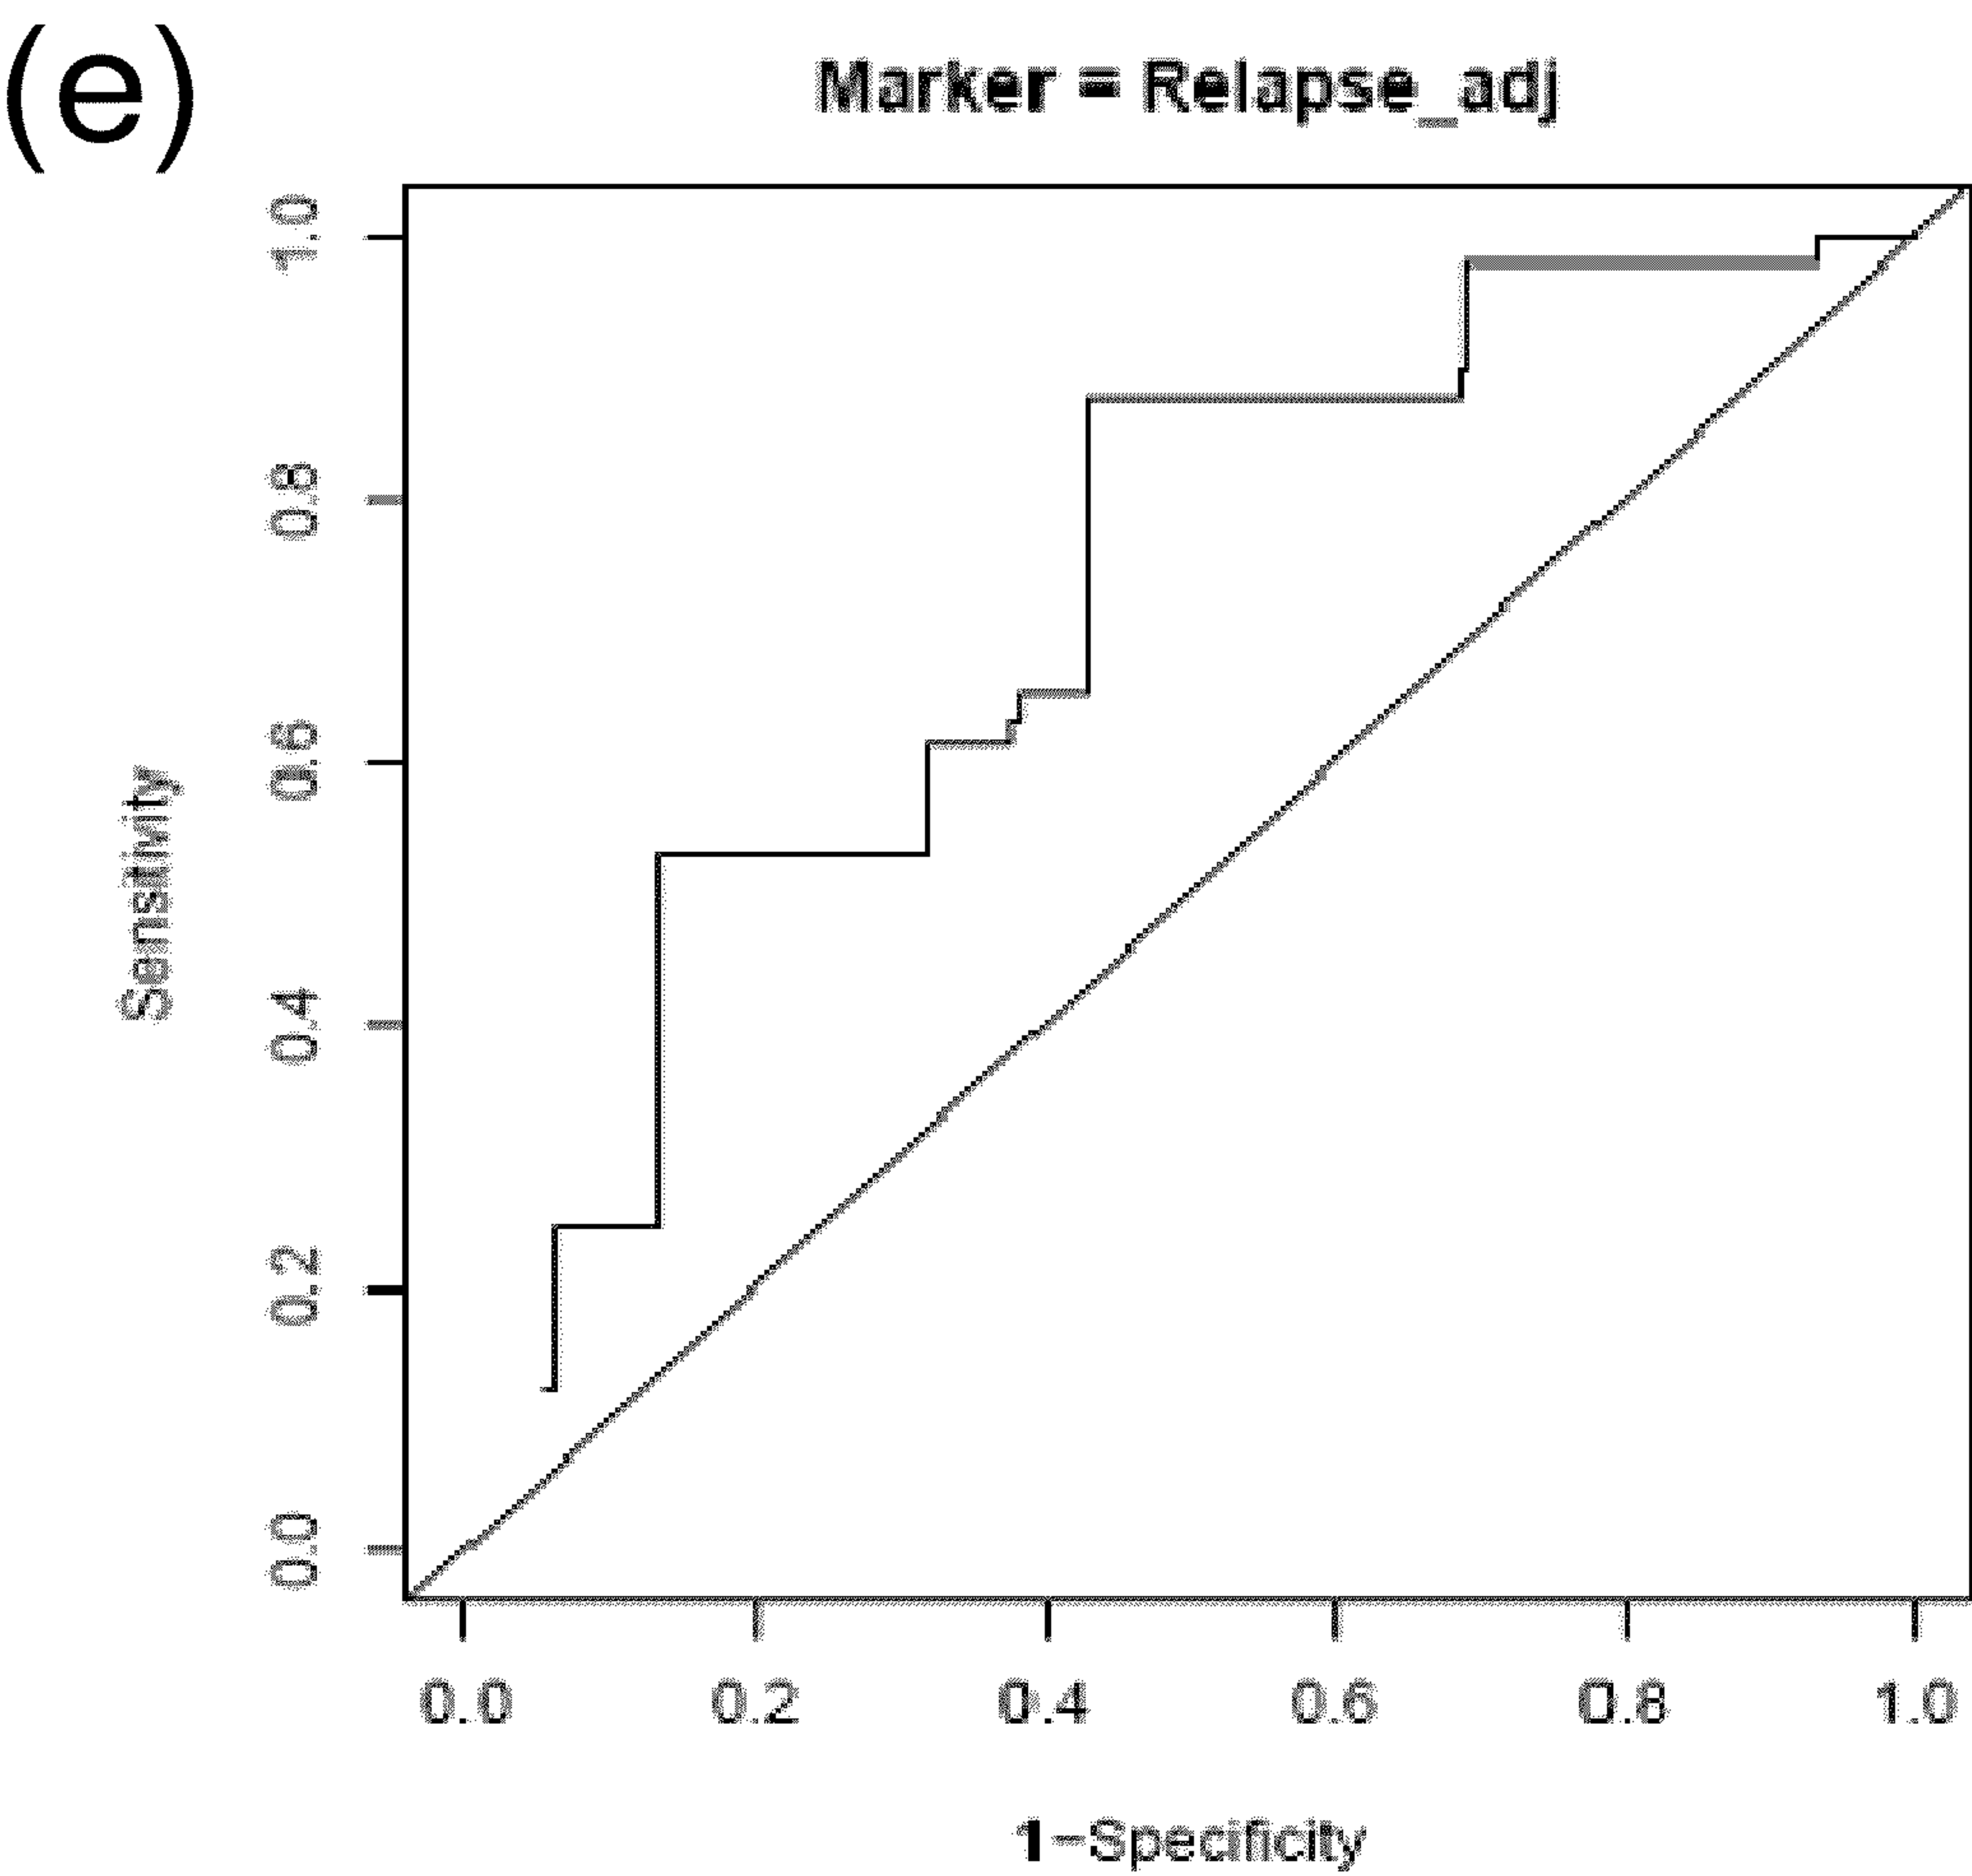 (e)
Marker = Relapse_adj
1.0
0.8
0.6
0.4
0.2
0.0
Sensitivity
0.0 0.2 0.4 0.6 0.8 1.0
1-Specificity